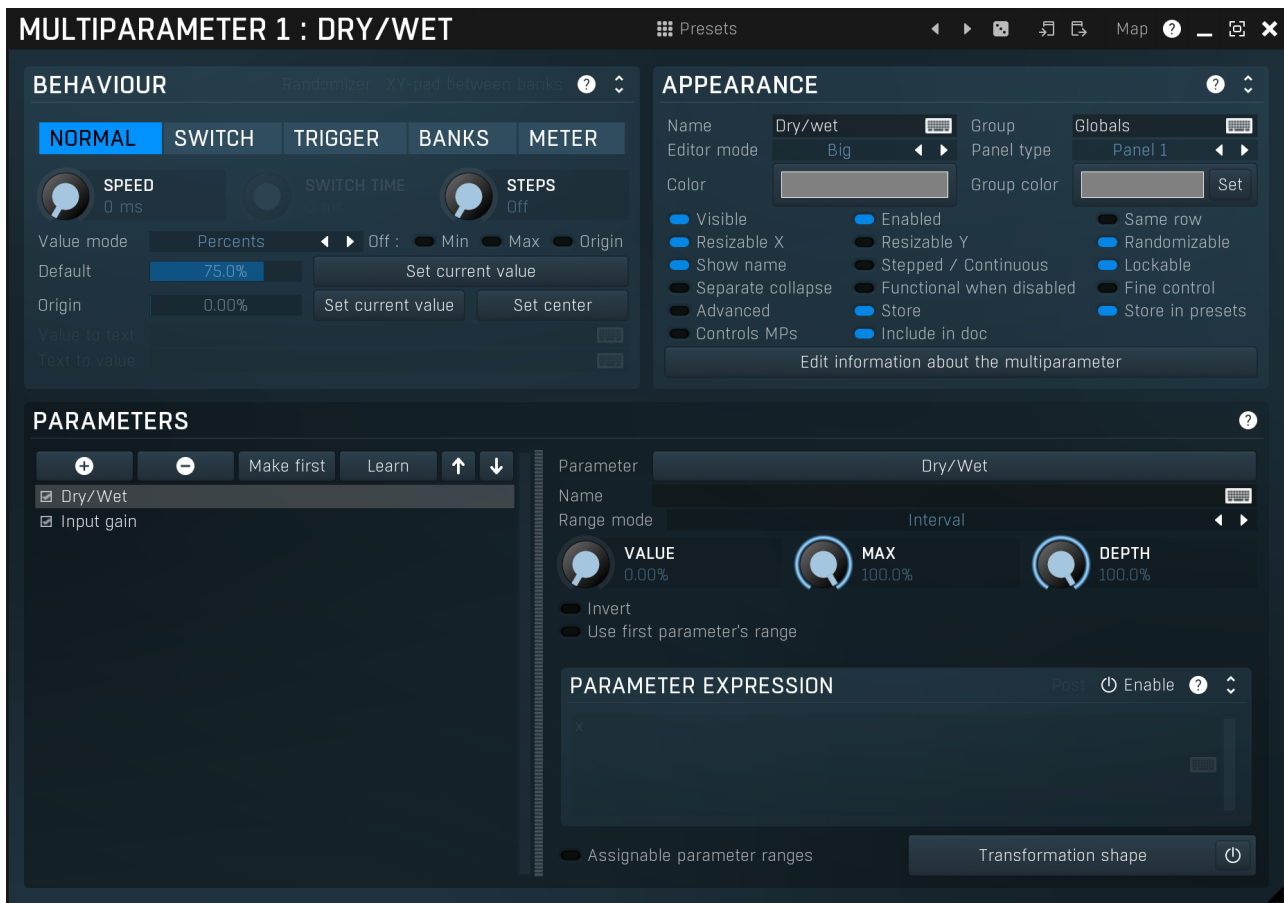 MULTIPARAMETER 1 : DRY/WET Presets Map ?
BEHAVIOUR Randomizer XY-pad between banks ?
NORMAL SWITCH TRIGGER BANKS METER
SPEED SWITCH TIME STEPS
0 ms Off
Value mode Percents Off : Min Max Origin
Default 75.0% Set current value
Origin 0.00% Set current value Set center
Value to text
Text to value
APPEARANCE ?
Name Dry/wet Group Globals
Editor mode Big Panel type Panel 1
Color Group color Set
Visible Enabled Same row
Resizable X Resizable Y Randomizable
Show name Stepped / Continuous Lockable
Separate collapse Functional when disabled Fine control
Advanced Store Store in presets
Controls MPs Include in doc
Edit information about the multiparameter
PARAMETERS ?
Make first Learn
Dry/Wet
Input gain
Parameter Dry/Wet
Name
Range mode Interval
VALUE MAX DEPTH
0.00% 100.0% 100.0%
Invert
Use first parameter's range
PARAMETER EXPRESSION Post Enable ?
x
Assignable parameter ranges Transformation shape